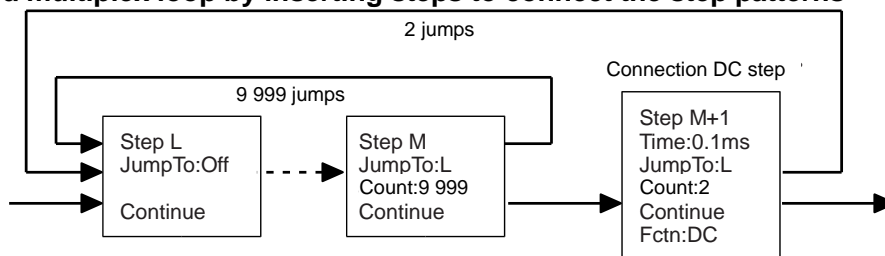 a multiplex loop by inserting steps to connect the step patterns
2 jumps
Connection DC step
9 999 jumps
Step L
JumpTo:Off
Continue
Step M
JumpTo:L
Count:9 999
Continue
Step M+1
Time:0.1ms
JumpTo:L
Count:2
Continue
Fctn:DC